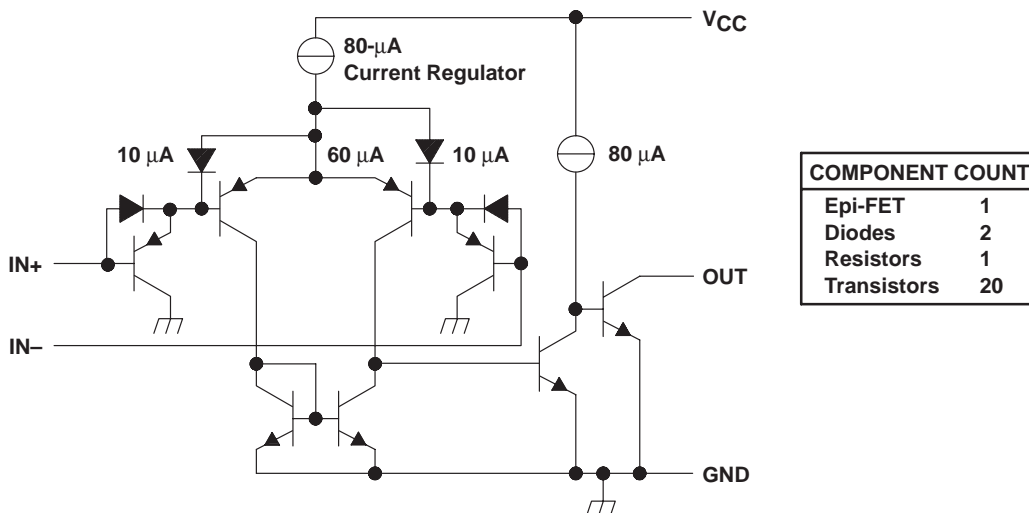 VCC
80-μA
Current Regulator
10 μA
60 μA
10 μA
80 μA
IN+
OUT
IN–
GND
COMPONENT COUNT
Epi-FET 1
Diodes 2
Resistors 1
Transistors 20